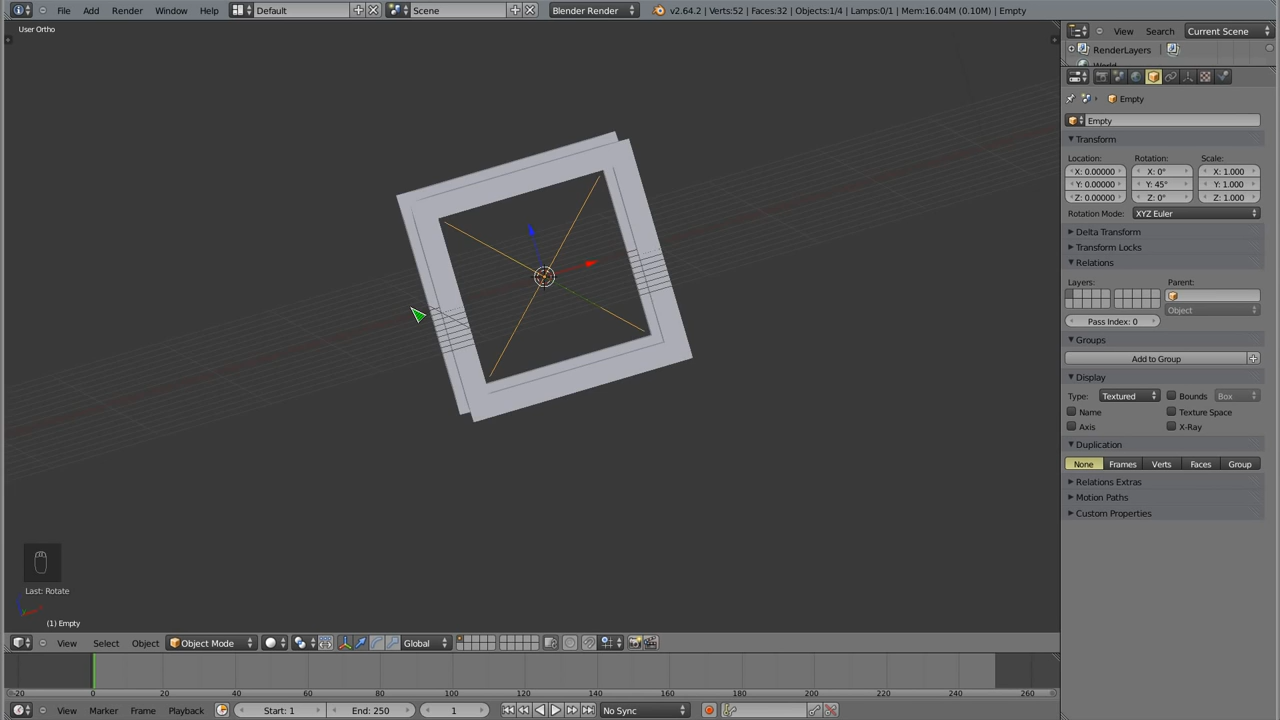 File Add Render Window Help Default Scene Blender Render v2.64.2 | Verts:52 | Faces:32 | Objects:1/4 | Lamps:0/1 | Mem:16.04M (0.10M) | Empty
User Ortho
View Search Current Scene
RenderLayers
Empty
Empty
Transform
Location: Rotation: Scale:
X: 0.00000 X: 0° X: 1.000
Y: 0.00000 Y: 45° Y: 1.000
Z: 0.00000 Z: 0° Z: 1.000
Rotation Mode: XYZ Euler
Delta Transform
Transform Locks
Relations
Layers: Parent:
Object
Pass Index: 0
Groups
Add to Group
Display
Type: Textured Bounds Box
Name Texture Space
Axis X-Ray
Duplication
None Frames Verts Faces Group
Relations Extras
Motion Paths
Custom Properties
Last: Rotate
(1) Empty
View Select Object Object Mode Global
-20 0 20 40 60 80 100 120 140 160 180 200 220 240 260
View Marker Frame Playback Start: 1 End: 250 1 No Sync